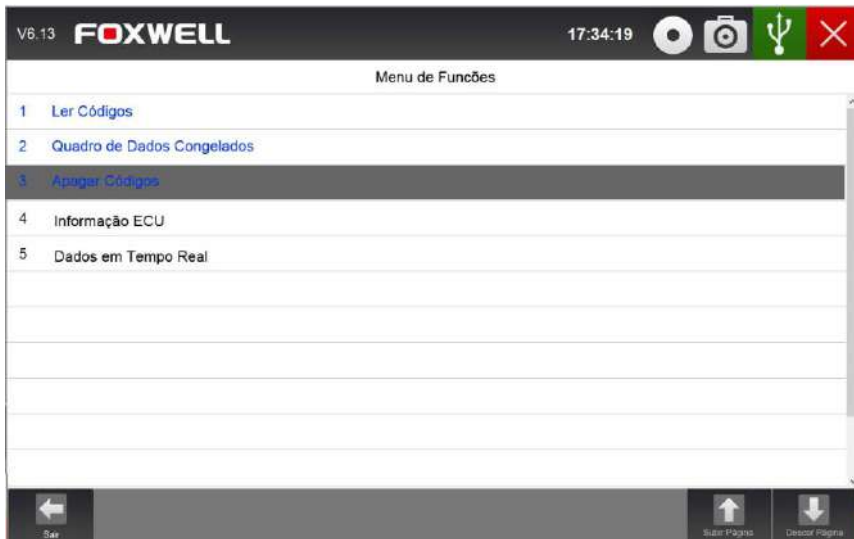 V6.13 FOXWELL 17:34:19
Menu de Funcões
1 Ler Códigos
2 Quadro de Dados Congelados
3 Apagar Códigos
4 Informação ECU
5 Dados em Tempo Real
Sair Subir Página Descer Página